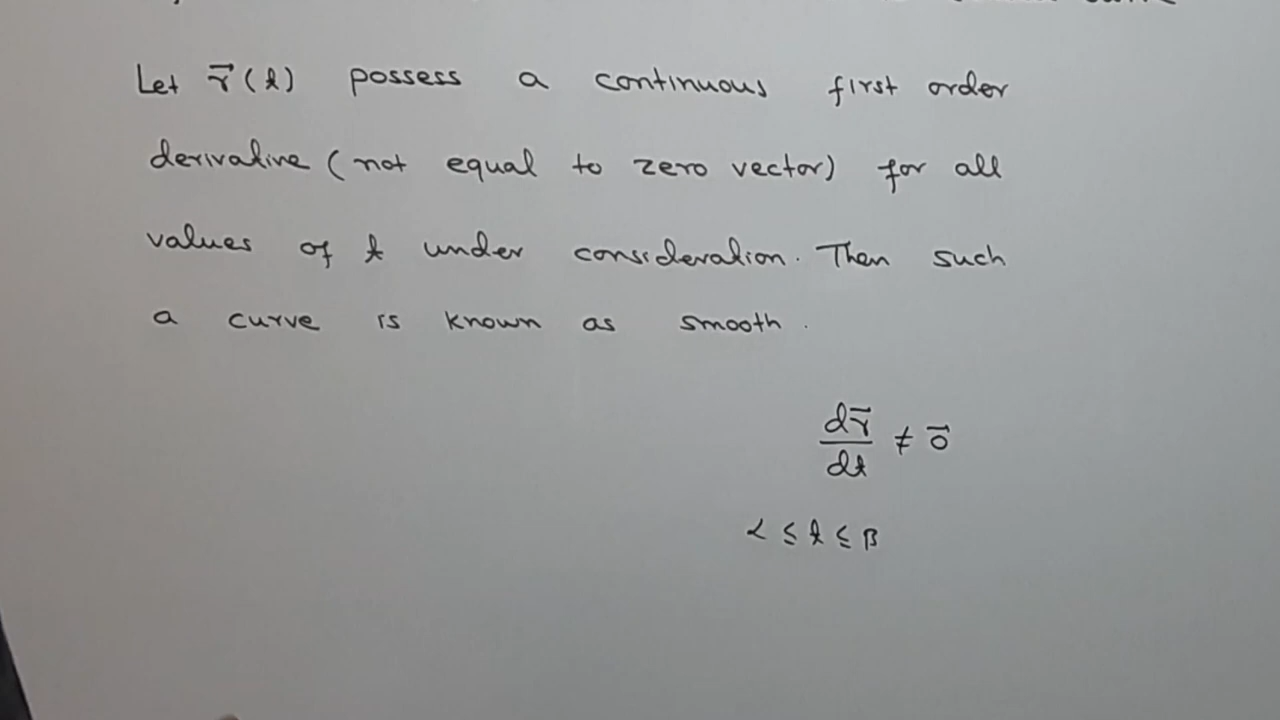 Let r⃗(t) possess a continuous first order
derivative (not equal to zero vector) for all
values of t under consideration. Then such
a curve is known as smooth.
dr⃗/dt ≠ 0⃗
α ≤ t ≤ β